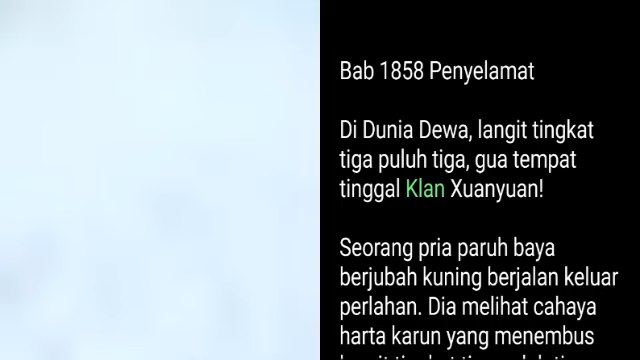 Bab 1858 Penyelamat
Di Dunia Dewa, langit tingkat
tiga puluh tiga, gua tempat
tinggal Klan Xuanyuan!
Seorang pria paruh baya
berjubah kuning berjalan keluar
perlahan. Dia melihat cahaya
harta karun yang menembus